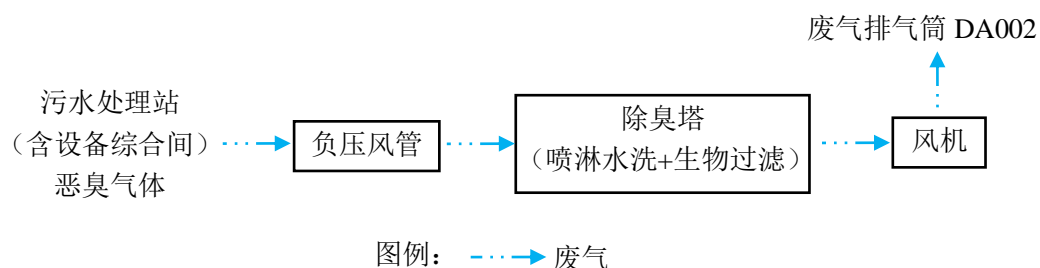 废气排气筒 DA002
污水处理站
（含设备综合间）
恶臭气体
负压风管
除臭塔
（喷淋水洗+生物过滤）
风机
图例：
废气